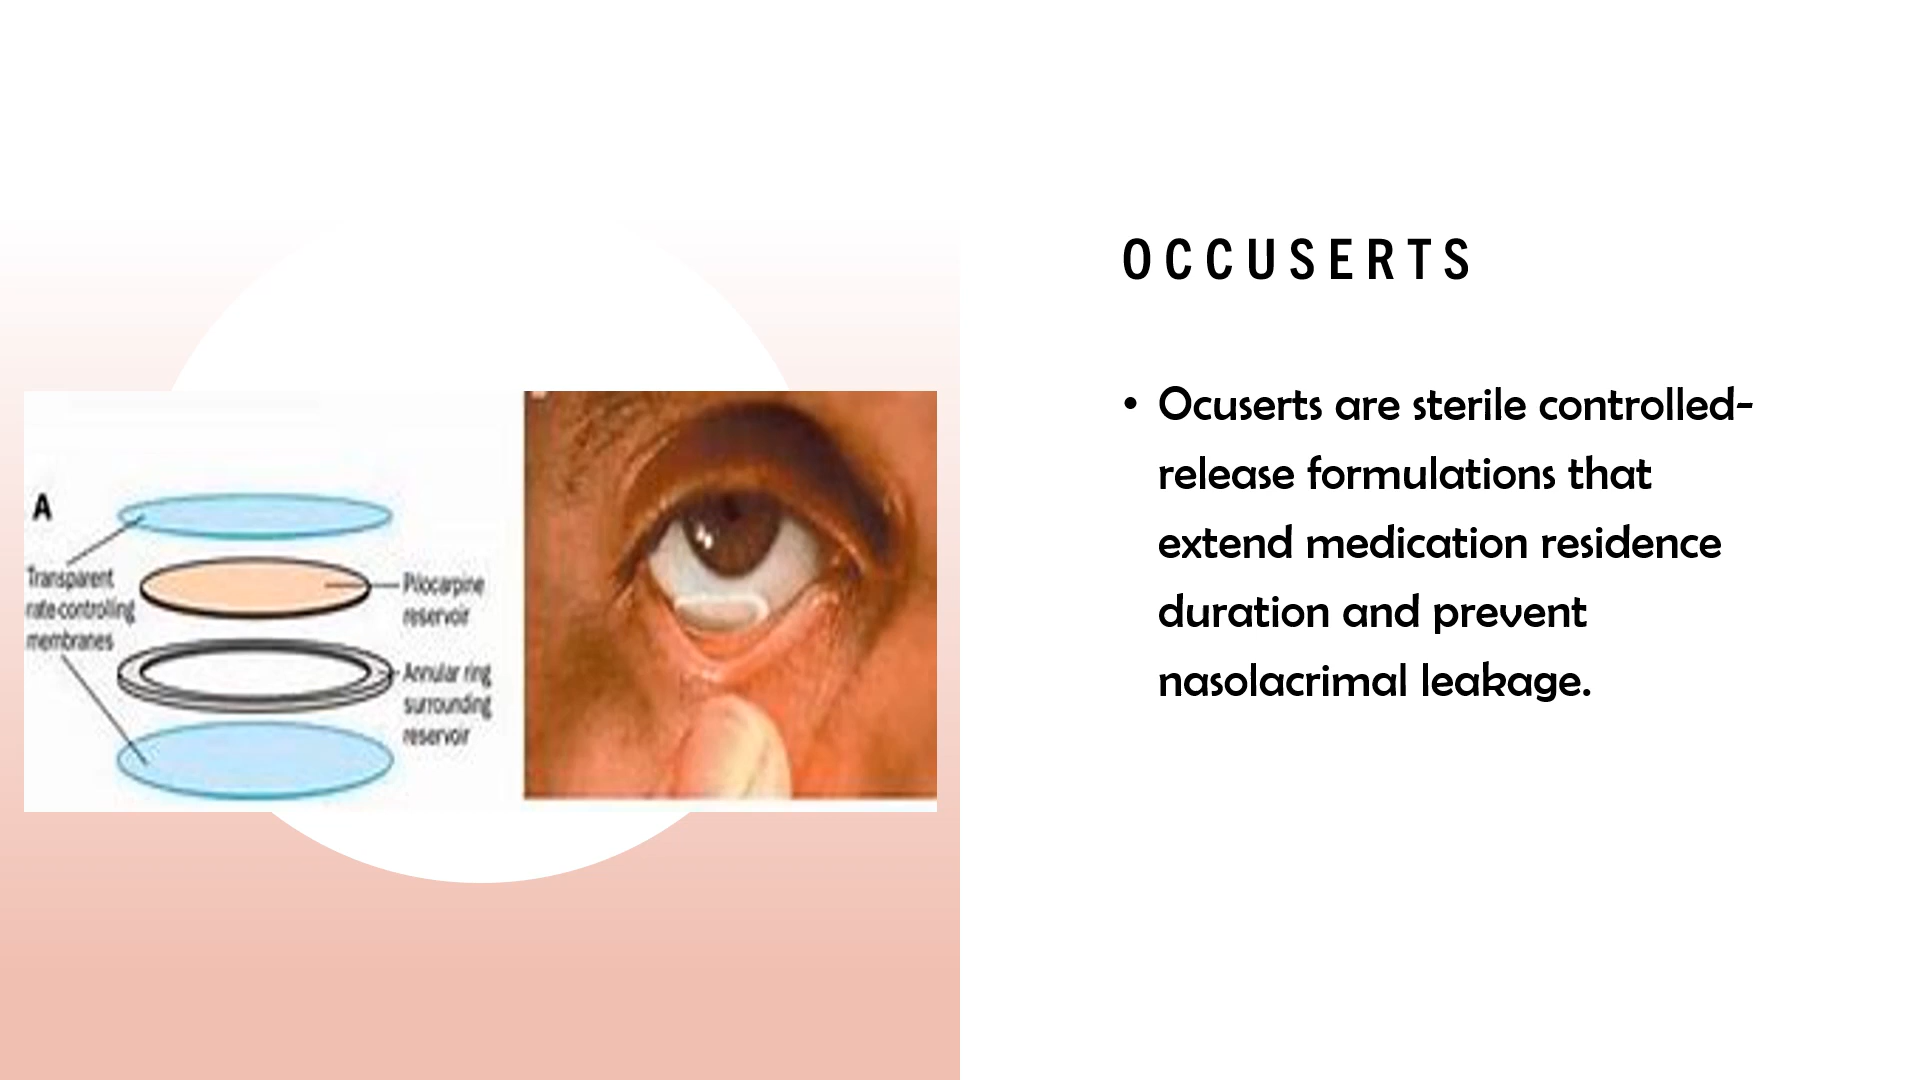 OCCUSERTS
• Ocuserts are sterile controlled-
release formulations that
extend medication residence
duration and prevent
nasolacrimal leakage.
A
Transparent
rate-controlling
membranes
Pilocarpine
reservoir
Annular ring
surrounding
reservoir